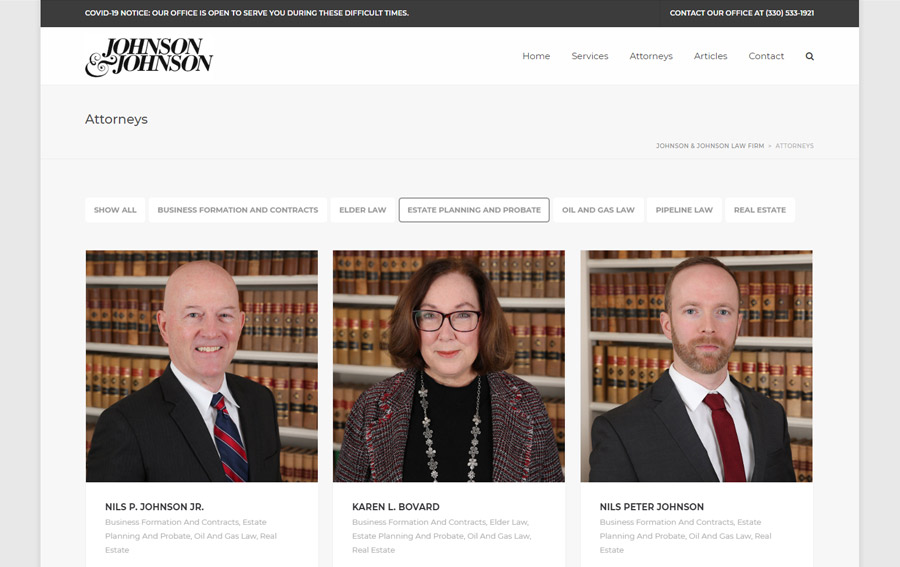 COVID-19 NOTICE: OUR OFFICE IS OPEN TO SERVE YOU DURING THESE DIFFICULT TIMES.
CONTACT OUR OFFICE AT (330) 533-1921
JOHNSON
& JOHNSON
Home
Services
Attorneys
Articles
Contact
Attorneys
JOHNSON & JOHNSON LAW FIRM » ATTORNEYS
SHOW ALL
BUSINESS FORMATION AND CONTRACTS
ELDER LAW
ESTATE PLANNING AND PROBATE
OIL AND GAS LAW
PIPELINE LAW
REAL ESTATE
NILS P. JOHNSON JR.
Business Formation And Contracts, Estate
Planning And Probate, Oil And Gas Law, Real
Estate
KAREN L. BOVARD
Business Formation And Contracts, Elder Law,
Estate Planning And Probate, Oil And Gas Law,
Real Estate
NILS PETER JOHNSON
Business Formation And Contracts, Estate
Planning And Probate, Oil And Gas Law, Real
Estate